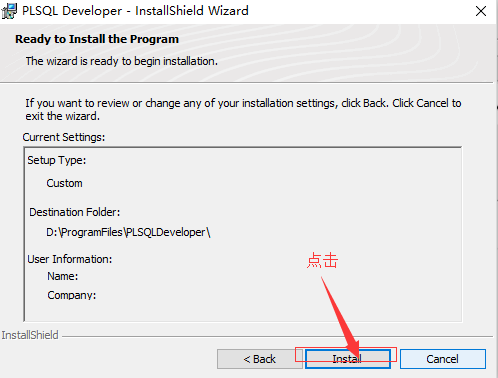 PLSQL Developer - InstallShield Wizard
Ready to Install the Program
The wizard is ready to begin installation.
If you want to review or change any of your installation settings, click Back. Click Cancel to
exit the wizard.
Current Settings:
Setup Type:
Custom
Destination Folder:
D:\ProgramFiles\PLSQLDeveloper\
User Information:
Name:
Company:
点击
InstallShield
< Back
Install
Cancel